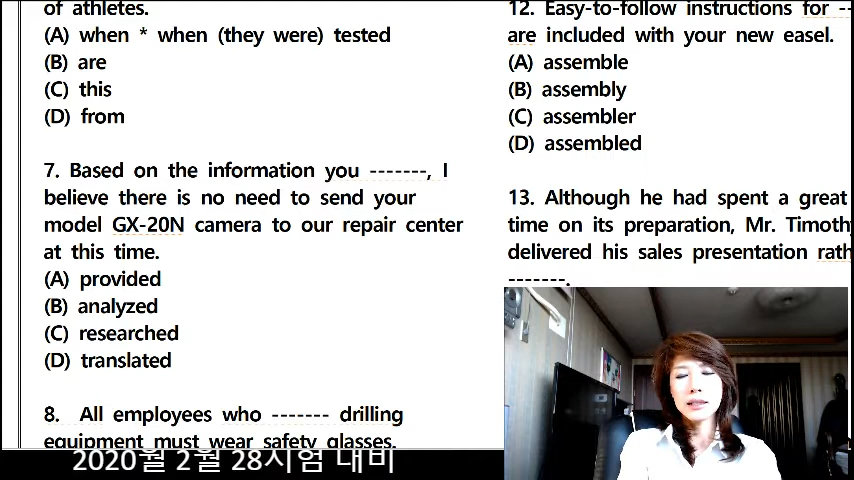 of athletes.
(A) when * when (they were) tested
(B) are
(C) this
(D) from
7. Based on the information you -------, I
believe there is no need to send your
model GX-20N camera to our repair center
at this time.
(A) provided
(B) analyzed
(C) researched
(D) translated
8. All employees who ------- drilling
equipment must wear safety glasses.
12. Easy-to-follow instructions for --
are included with your new easel.
(A) assemble
(B) assembly
(C) assembler
(D) assembled
13. Although he had spent a great
time on its preparation, Mr. Timoth
delivered his sales presentation rath
-------.
2020월 2월 28시험 대비